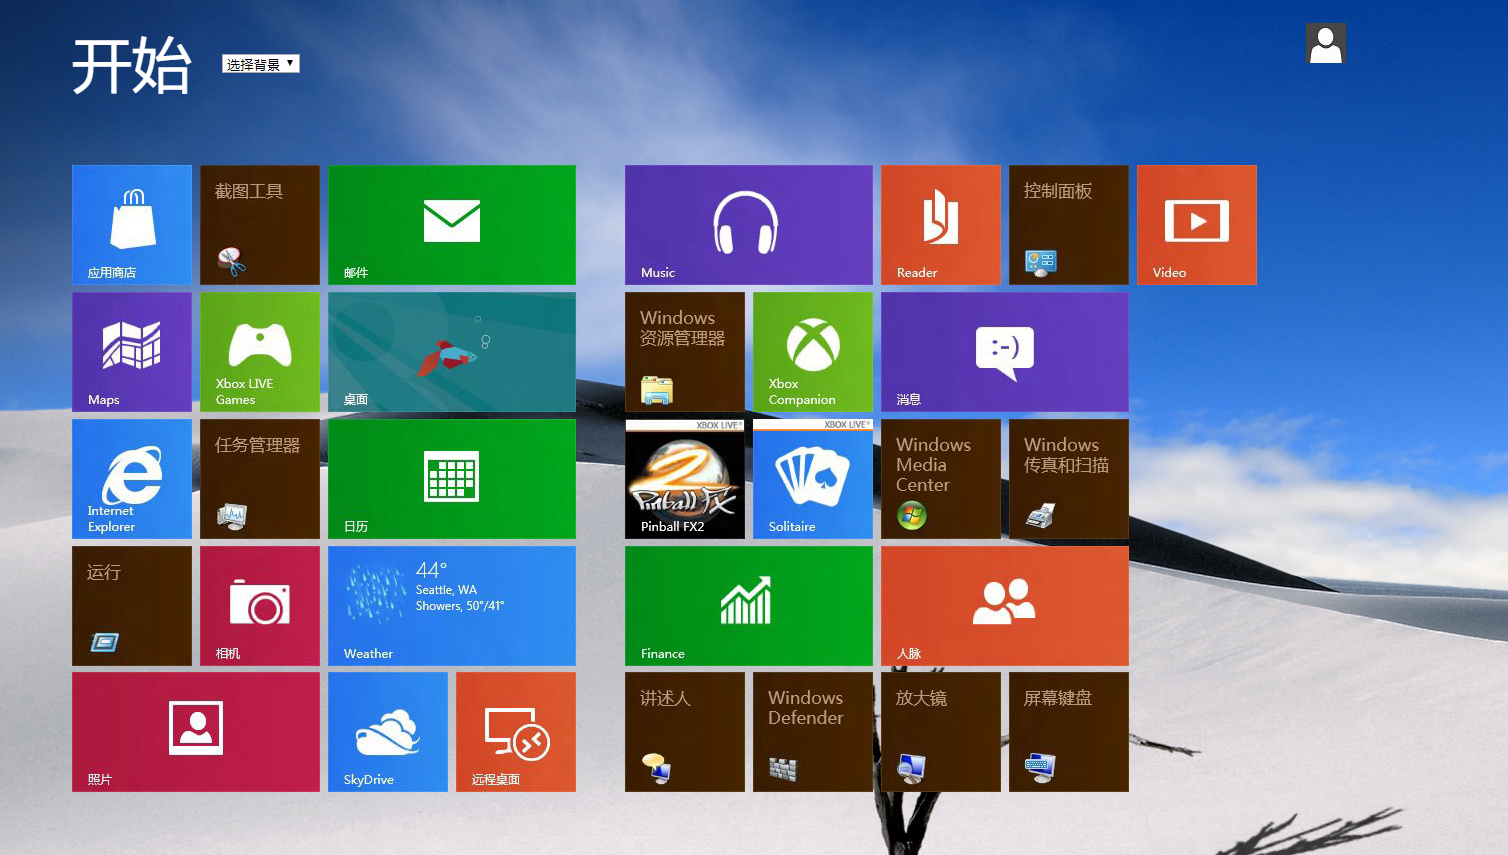 开始
选择背景
应用商店
截图工具
邮件
Music
Reader
控制面板
Video
Maps
Xbox LIVE
Games
桌面
Windows
资源管理器
Xbox
Companion
:-)
消息
Internet
Explorer
任务管理器
日历
XBOX LIVE
Pinball FX
Pinball FX2
XBOX LIVE
Solitaire
Windows
Media
Center
Windows
传真和扫描
运行
相机
44°
Seattle, WA
Showers, 50°/41°
Weather
Finance
人脉
照片
SkyDrive
远程桌面
讲述人
Windows
Defender
放大镜
屏幕键盘